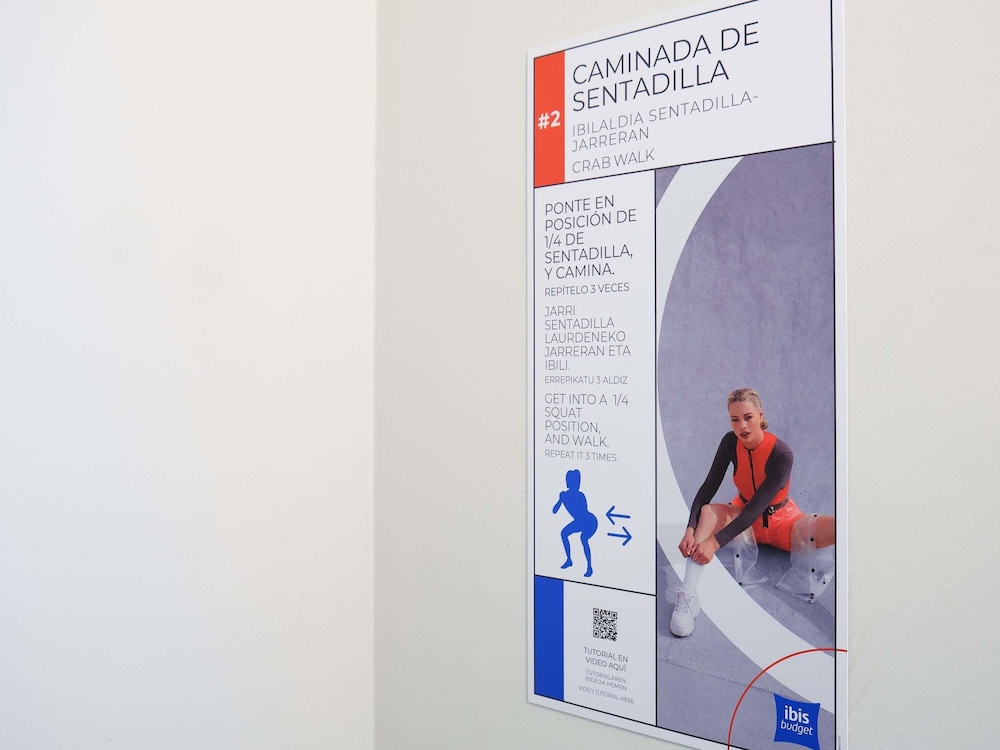 #2
CAMINADA DE
SENTADILLA
IBILALDIA SENTADILLA-
JARRERAN
CRAB WALK
PONTE EN
POSICIÓN DE
1/4 DE
SENTADILLA,
Y CAMINA.
REPÍTELO 3 VECES
JARRI
SENTADILLA
LAURDENEKO
JARRERAN ETA
IBILI.
ERREPIKATU 3 ALDIZ
GET INTO A 1/4
SQUAT
POSITION,
AND WALK.
REPEAT IT 3 TIMES.
TUTORIAL EN
VIDEO AQUÍ
TUTORIALAREN
BIDEOA HEMEN
VIDEO TUTORIAL HERE
ibis
budget